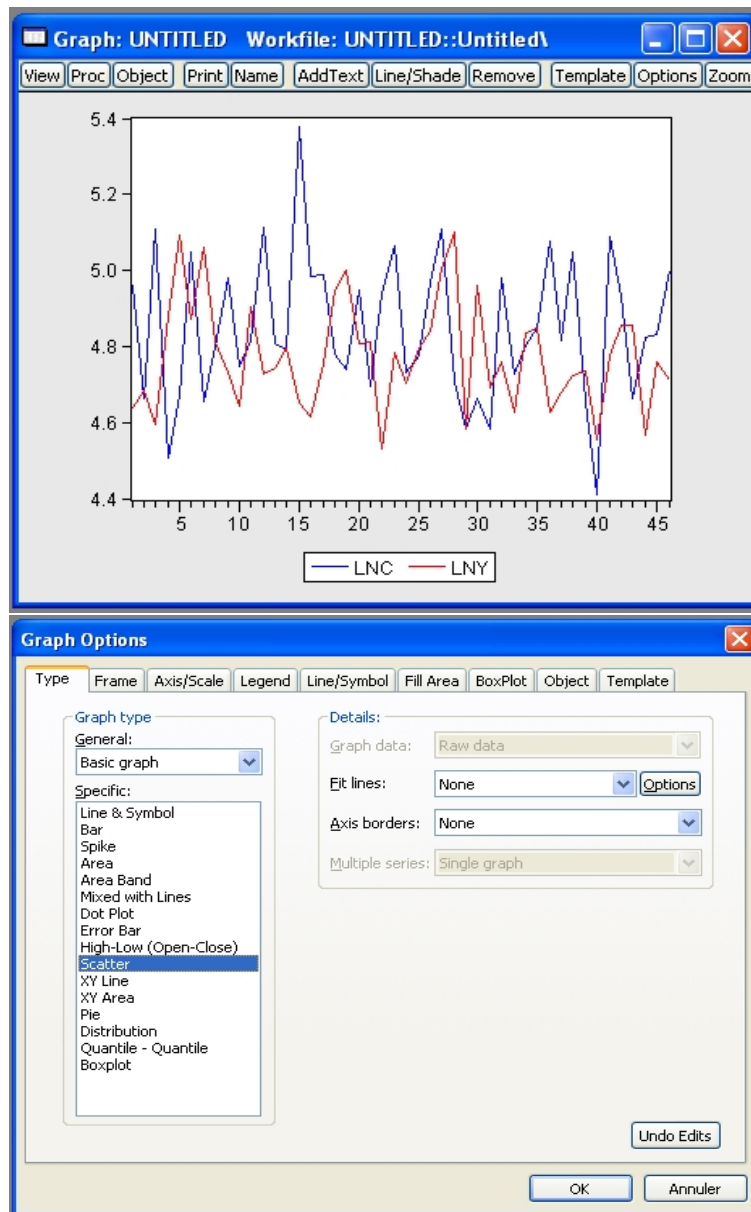 Graph: UNTITLED Workfile: UNTITLED::Untitled\
View Proc Object Print Name AddText Line/Shade Remove Template Options Zoom
5.4
5.2
5.0
4.8
4.6
4.4
5 10 15 20 25 30 35 40 45
LNC LNY
Graph Options
Type Frame Axis/Scale Legend Line/Symbol Fill Area BoxPlot Object Template
Graph type
General:
Basic graph
Specific:
Line & Symbol
Bar
Spike
Area
Area Band
Mixed with Lines
Dot Plot
Error Bar
High-Low (Open-Close)
Scatter
XY Line
XY Area
Pie
Distribution
Quantile - Quantile
Boxplot
Details:
Graph data: Raw data
Fit lines: None Options
Axis borders: None
Multiple series: Single graph
Undo Edits
OK Annuler